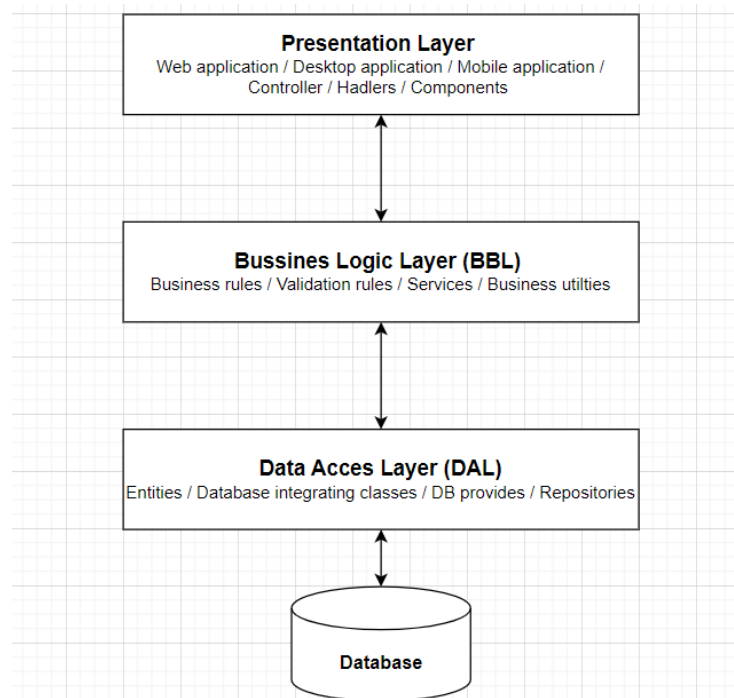 Presentation Layer
Web application / Desktop application / Mobile application /
Controller / Hadlers / Components
Bussines Logic Layer (BBL)
Business rules / Validation rules / Services / Business utilties
Data Acces Layer (DAL)
Entities / Database integrating classes / DB provides / Repositories
Database